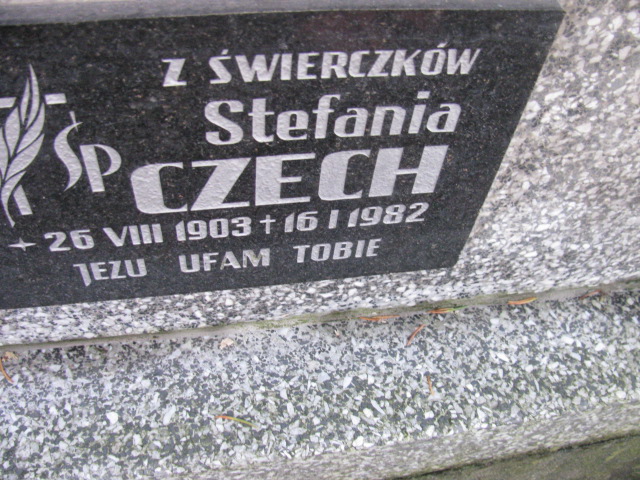 Z ŚWIERCZKÓW
Stefania
ŚP CZECH
26 VIII 1903 † 16 I 1982
JEZU UFAM TOBIE